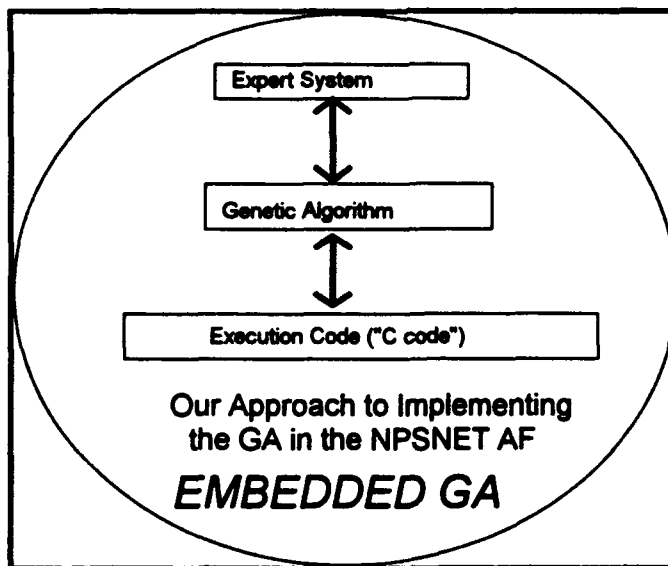 Expert System
Genetic Algorithm
Execution Code ("C code")
Our Approach to Implementing
the GA in the NPSNET AF
EMBEDDED GA